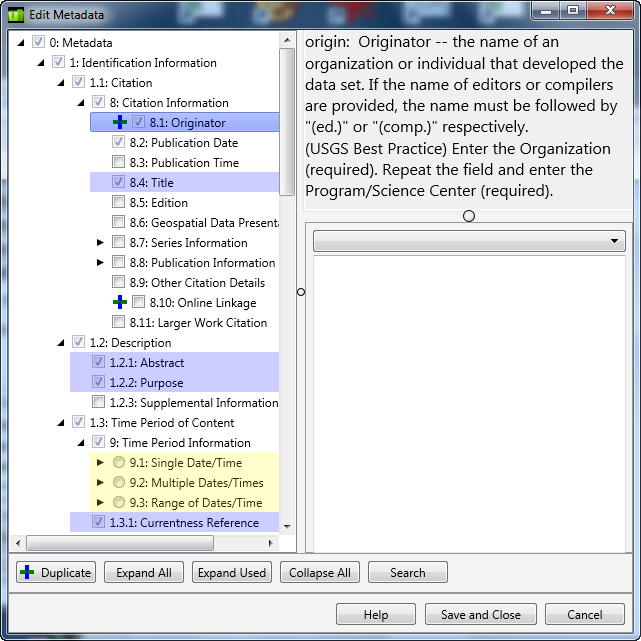 Edit Metadata
0: Metadata
1: Identification Information
1.1: Citation
8: Citation Information
8.1: Originator
8.2: Publication Date
8.3: Publication Time
8.4: Title
8.5: Edition
8.6: Geospatial Data Present
8.7: Series Information
8.8: Publication Information
8.9: Other Citation Details
8.10: Online Linkage
8.11: Larger Work Citation
1.2: Description
1.2.1: Abstract
1.2.2: Purpose
1.2.3: Supplemental Information
1.3: Time Period of Content
9: Time Period Information
9.1: Single Date/Time
9.2: Multiple Dates/Times
9.3: Range of Dates/Time
1.3.1: Currentness Reference
origin: Originator -- the name of an
organization or individual that developed the
data set. If the name of editors or compilers
are provided, the name must be followed by
"(ed.)" or "(comp.)" respectively.
(USGS Best Practice) Enter the Organization
(required). Repeat the field and enter the
Program/Science Center (required).
Duplicate
Expand All
Expand Used
Collapse All
Search
Help
Save and Close
Cancel